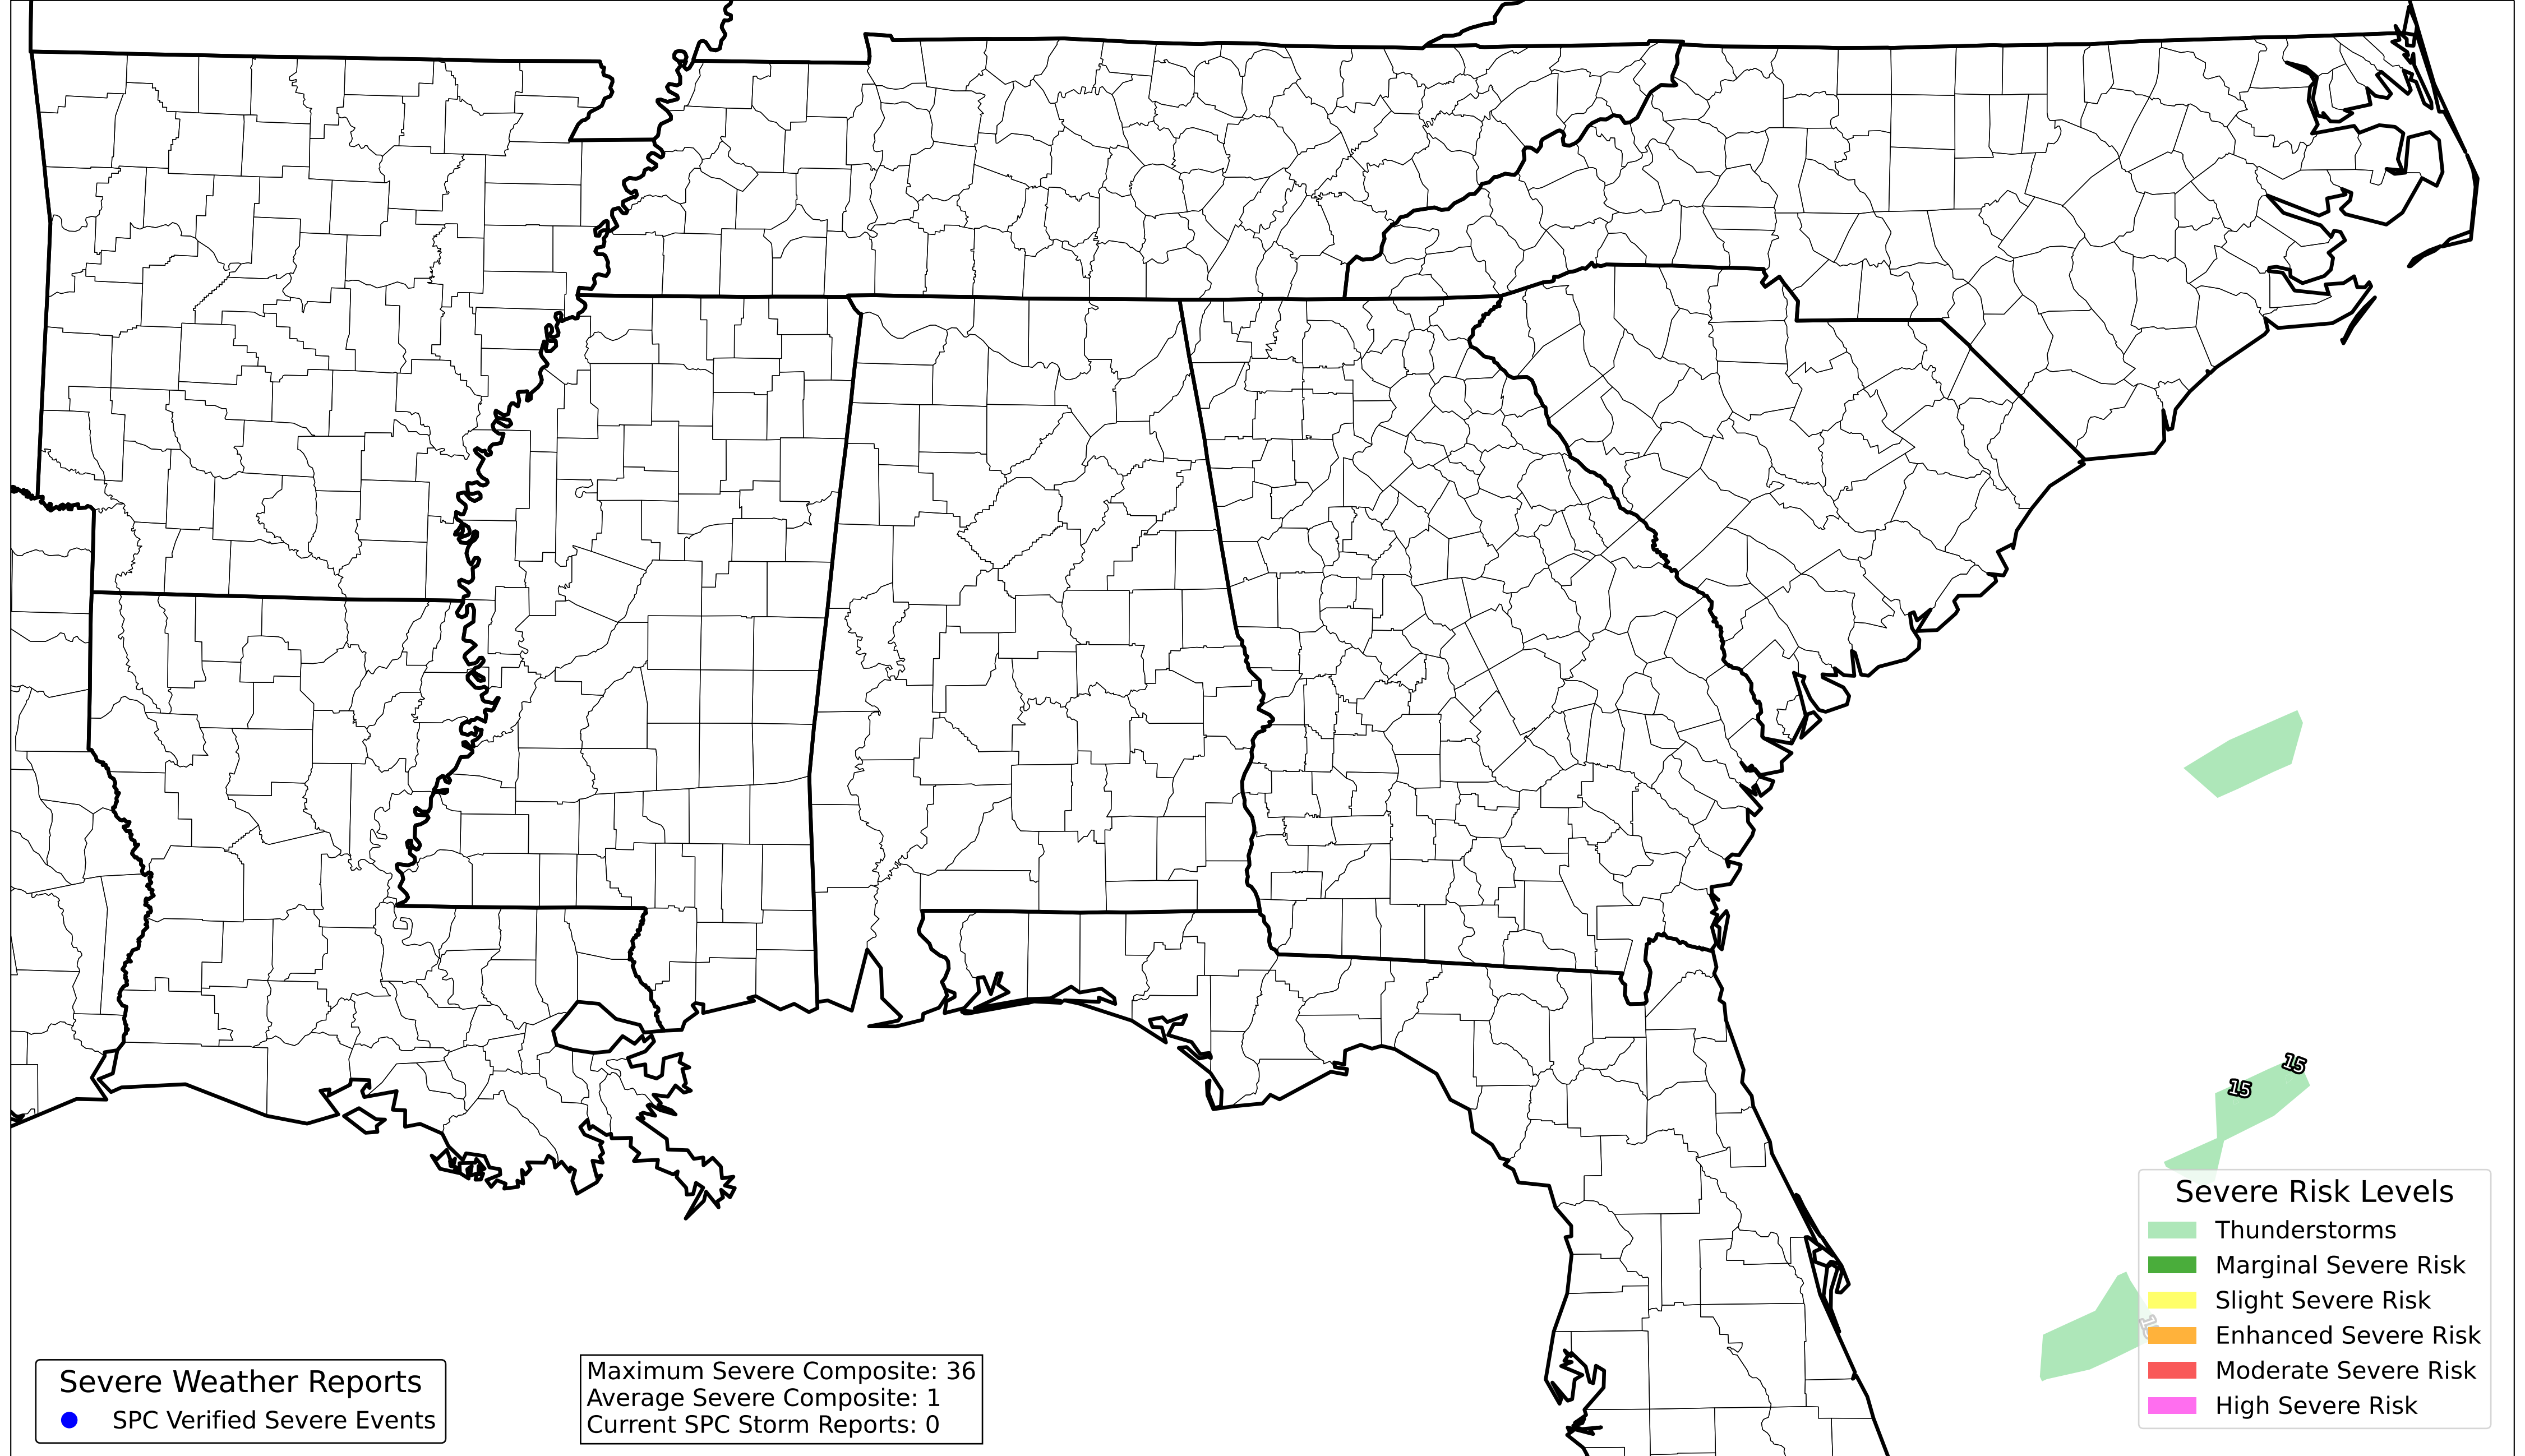 15
15
15
Severe Risk Levels
Thunderstorms
Marginal Severe Risk
Slight Severe Risk
Enhanced Severe Risk
Moderate Severe Risk
High Severe Risk
Severe Weather Reports
SPC Verified Severe Events
Maximum Severe Composite: 36
Average Severe Composite: 1
Current SPC Storm Reports: 0